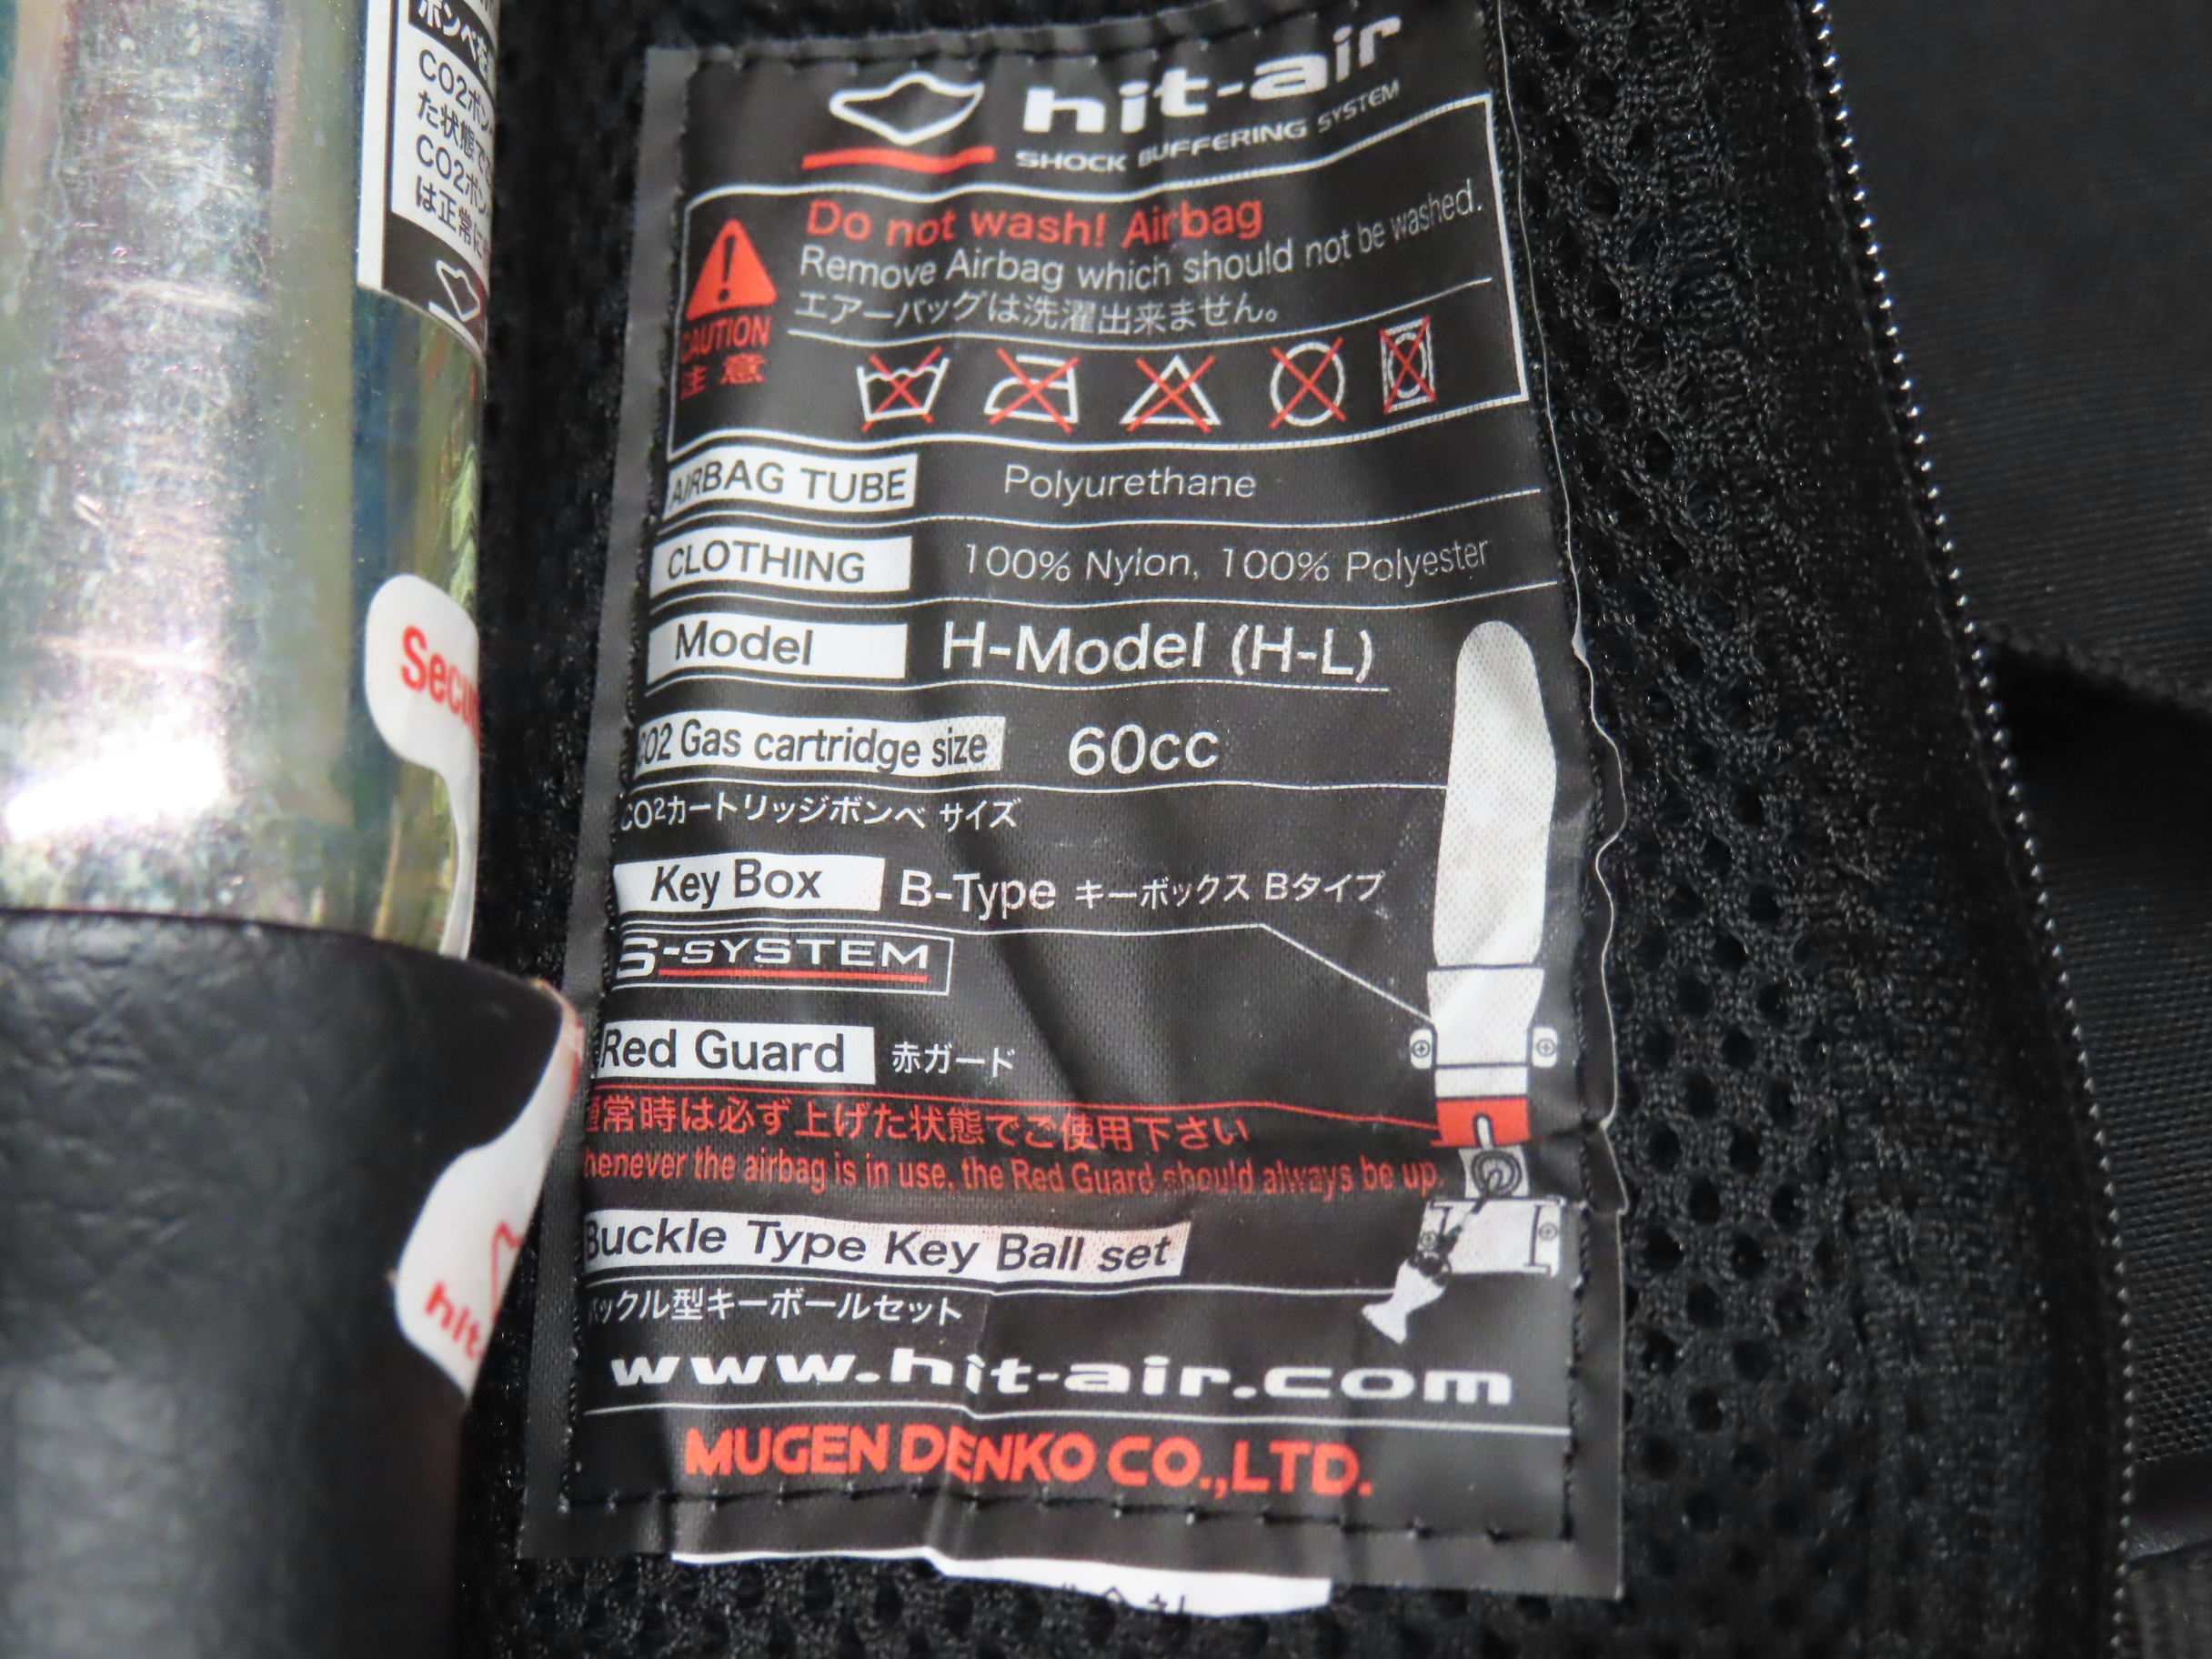 CO2ボン
た状態で
CO2ボン
は正常に
Secu
hit-
hit-air
SHOCK BUFFERING SYSTEM
Do not wash! Airbag
Remove Airbag which should not be washed.
エアーバッグは洗濯出来ません。
CAUTION
注意
AIRBAG TUBE Polyurethane
CLOTHING 100% Nylon, 100% Polyester
Model H-Model (H-L)
CO2 Gas cartridge size 60cc
CO2カートリッジボンベ サイズ
Key Box B-Type キーボックス Bタイプ
S-SYSTEM
Red Guard 赤ガード
通常時は必ず上げた状態でご使用下さい
henever the airbag is in use, the Red Guard should always be up.
Buckle Type Key Ball set
バックル型キーボールセット
www.hit-air.com
MUGEN DENKO CO.,LTD.